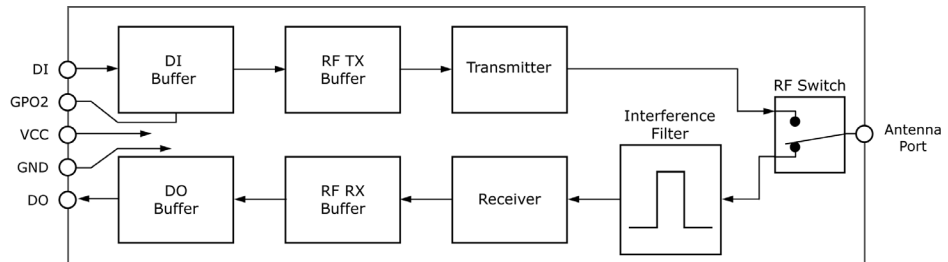 DI
GPO2
VCC
GND
DO
DI
Buffer
RF TX
Buffer
Transmitter
RF Switch
Antenna
Port
Interference
Filter
DO
Buffer
RF RX
Buffer
Receiver